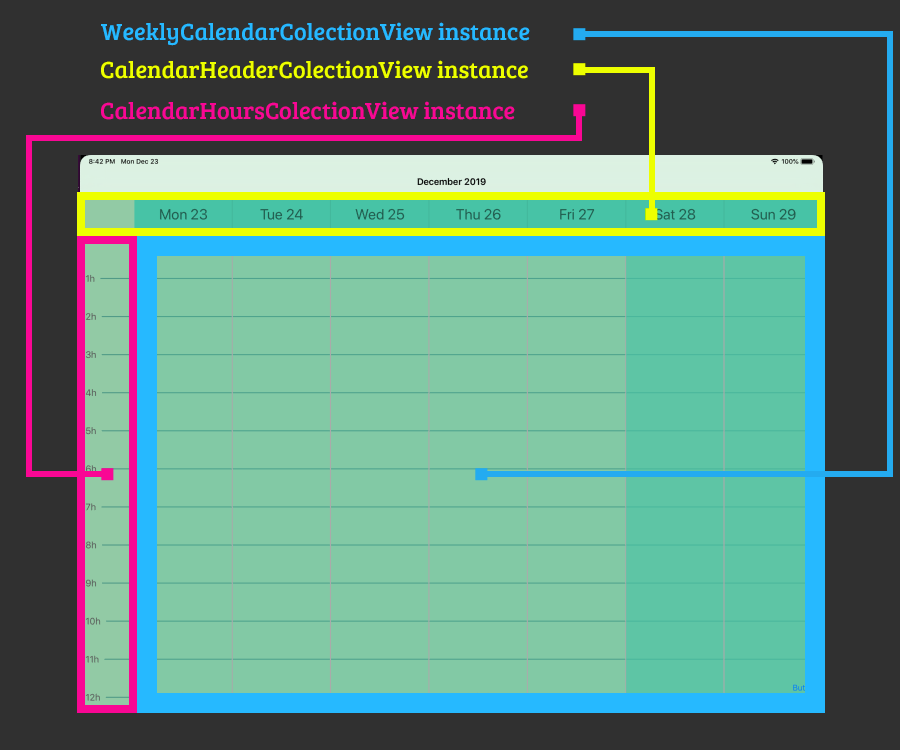 WeeklyCalendarColectionView instance
CalendarHeaderColectionView instance
CalendarHoursColectionView instance
8:42 PM Mon Dec 23 100%
December 2019
Mon 23 Tue 24 Wed 25 Thu 26 Fri 27 Sat 28 Sun 29
1h
2h
3h
4h
5h
6h
7h
8h
9h
10h
11h
12h
But